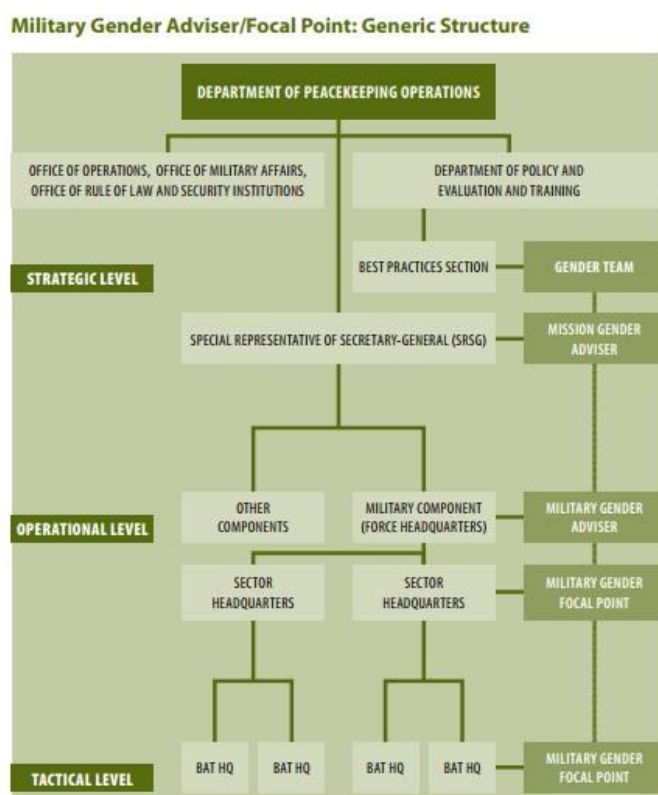 Military Gender Adviser/Focal Point: Generic Structure
DEPARTMENT OF PEACEKEEPING OPERATIONS
OFFICE OF OPERATIONS, OFFICE OF MILITARY AFFAIRS,
OFFICE OF RULE OF LAW AND SECURITY INSTITUTIONS
DEPARTMENT OF POLICY AND
EVALUATION AND TRAINING
STRATEGIC LEVEL
BEST PRACTICES SECTION
GENDER TEAM
SPECIAL REPRESENTATIVE OF SECRETARY-GENERAL (SRSG)
MISSION GENDER
ADVISER
OPERATIONAL LEVEL
OTHER
COMPONENTS
MILITARY COMPONENT
(FORCE HEADQUARTERS)
MILITARY GENDER
ADVISER
SECTOR
HEADQUARTERS
SECTOR
HEADQUARTERS
MILITARY GENDER
FOCAL POINT
TACTICAL LEVEL
BAT HQ
BAT HQ
BAT HQ
BAT HQ
MILITARY GENDER
FOCAL POINT